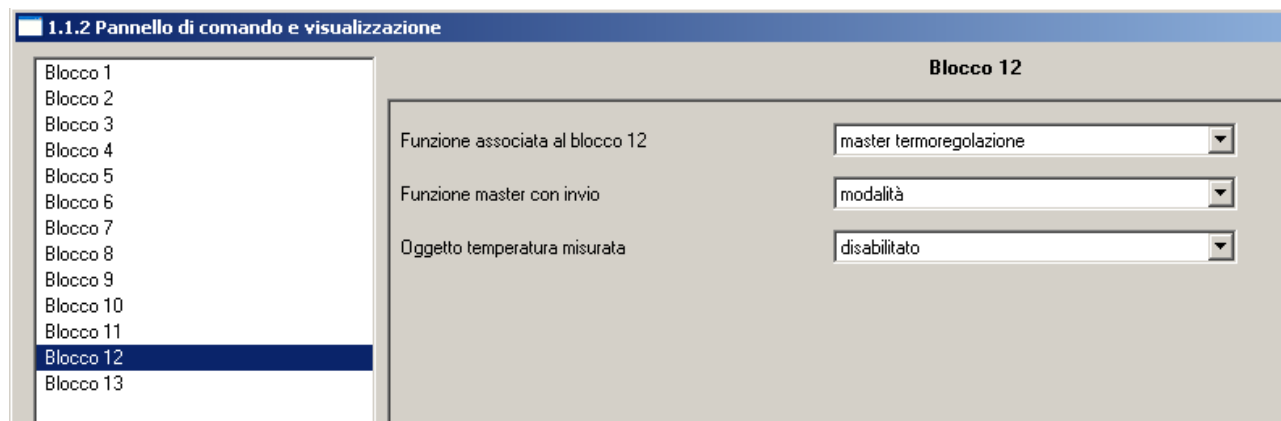 1.1.2 Pannello di comando e visualizzazione
Blocco 1
Blocco 2
Blocco 3
Blocco 4
Blocco 5
Blocco 6
Blocco 7
Blocco 8
Blocco 9
Blocco 10
Blocco 11
Blocco 12
Blocco 13
Blocco 12
Funzione associata al blocco 12 master termoregolazione
Funzione master con invio modalità
Oggetto temperatura misurata disabilitato